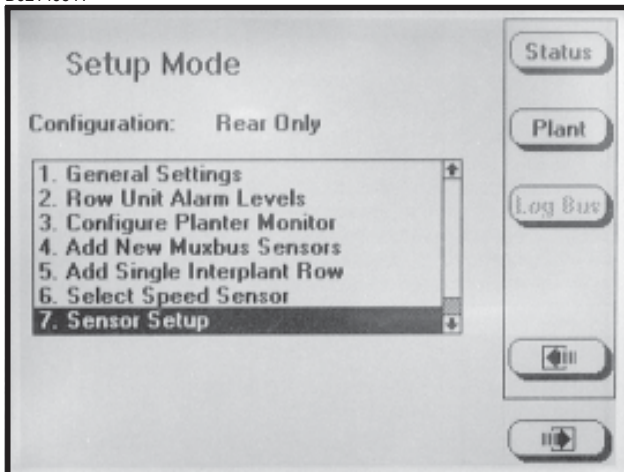 Setup Mode
Configuration: Rear Only
1. General Settings
2. Row Unit Alarm Levels
3. Configure Planter Monitor
4. Add New Muxbus Sensors
5. Add Single Interplant Row
6. Select Speed Sensor
7. Sensor Setup
Status
Plant
Log Bus